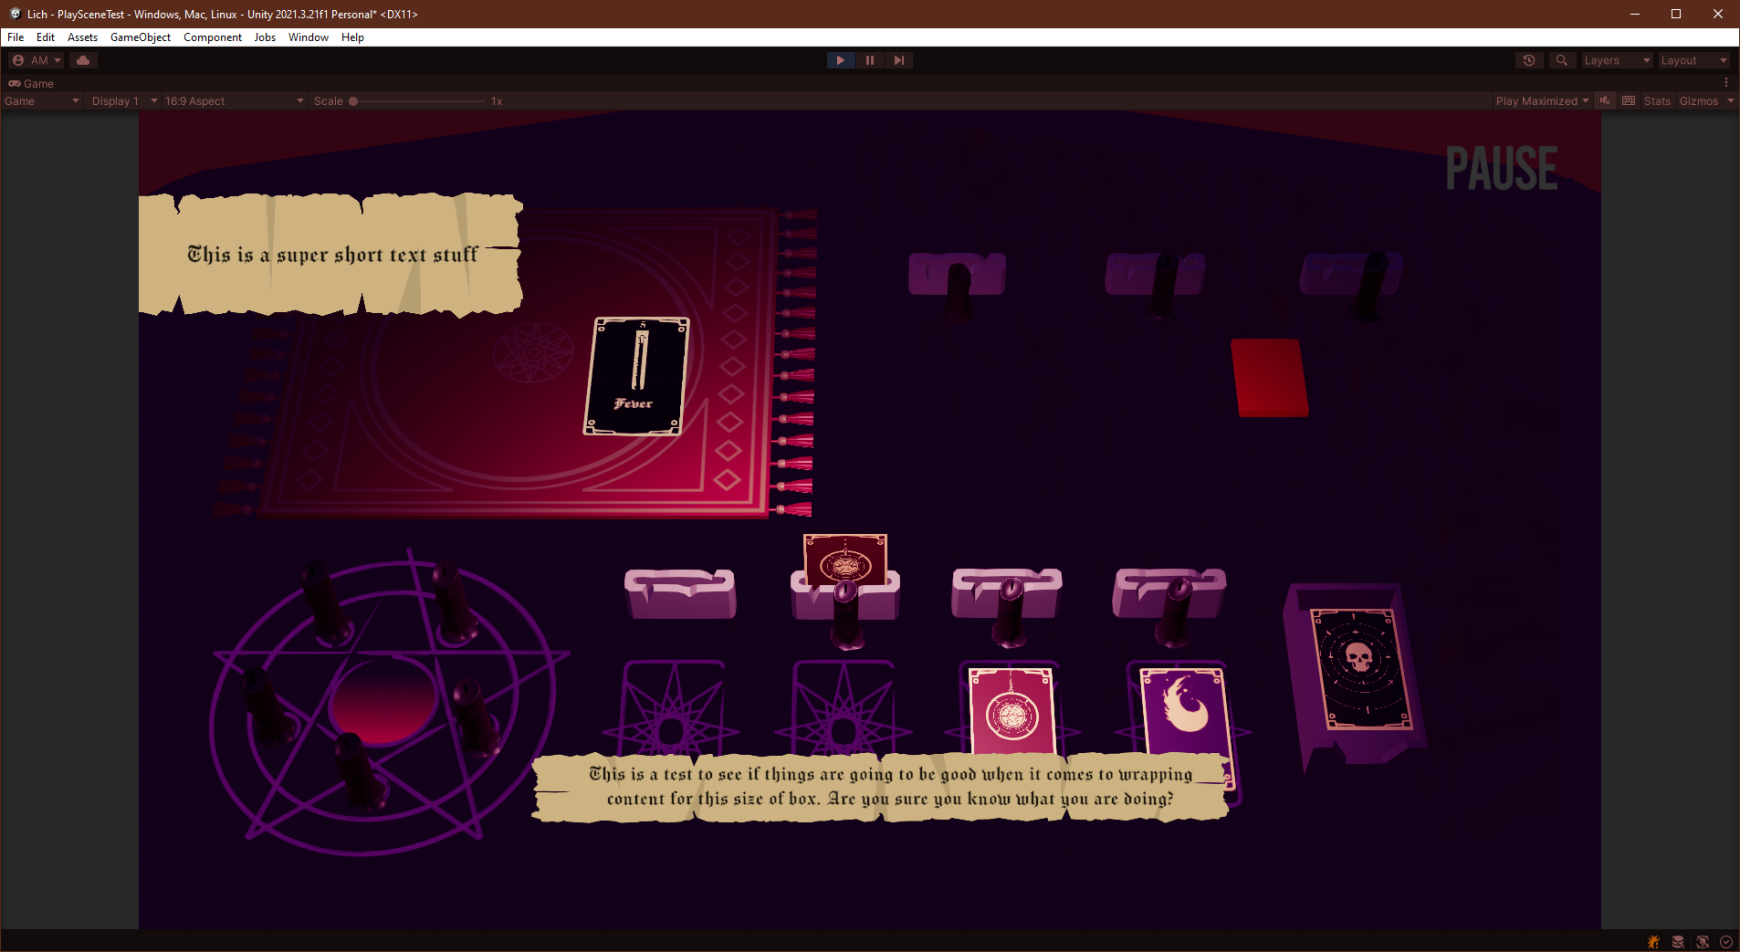 Lich - PlaySceneTest - Windows, Mac, Linux - Unity 2021.3.21f1 Personal* <DX11>
File Edit Assets GameObject Component Jobs Window Help
AM Layers Layout
Game
Game Display 1 16:9 Aspect Scale 1x Play Maximized Stats Gizmos
PAUSE
This is a super short text stuff
5
Fever
This is a test to see if things are going to be good when it comes to wrapping
content for this size of box. Are you sure you know what you are doing?